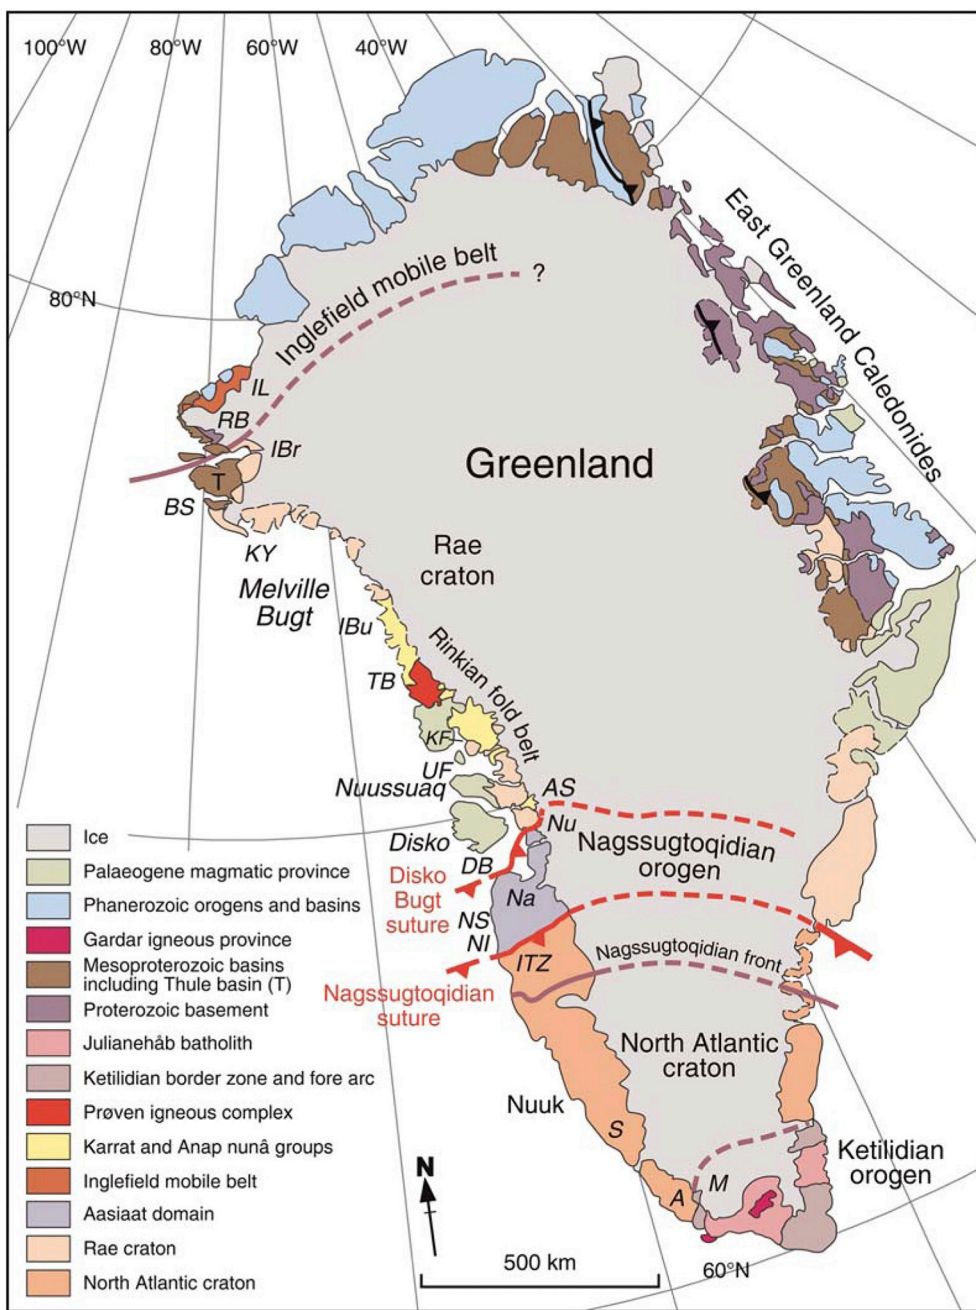 100°W
80°W
60°W
40°W
80°N
East Greenland Caledonides
Inglefield mobile belt
?
IL
RB
IBr
T
BS
KY
Greenland
Rae
craton
Melville
Bugt
IBu
TB
Rinkian fold belt
KF
UF
Nuussuaq
AS
Nu
Disko
DB
Disko
Bugt
suture
Nagssugtoqidian
orogen
Na
NS
NI
ITZ
Nagssugtoqidian front
Nagssugtoqidian
suture
North Atlantic
craton
Nuuk
S
Ketilidian
orogen
M
A
N
500 km
60°N
Ice
Palaeogene magmatic province
Phanerozoic orogens and basins
Gardar igneous province
Mesoproterozoic basins
including Thule basin (T)
Proterozoic basement
Julianehåb batholith
Ketilidian border zone and fore arc
Prøven igneous complex
Karrat and Anap nunâ groups
Inglefield mobile belt
Aasiaat domain
Rae craton
North Atlantic craton